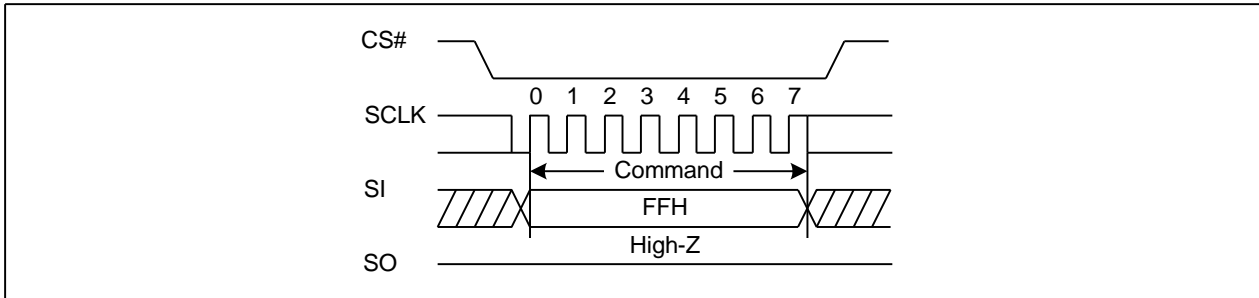 CS#
0 1 2 3 4 5 6 7
SCLK
Command
SI
FFH
High-Z
SO